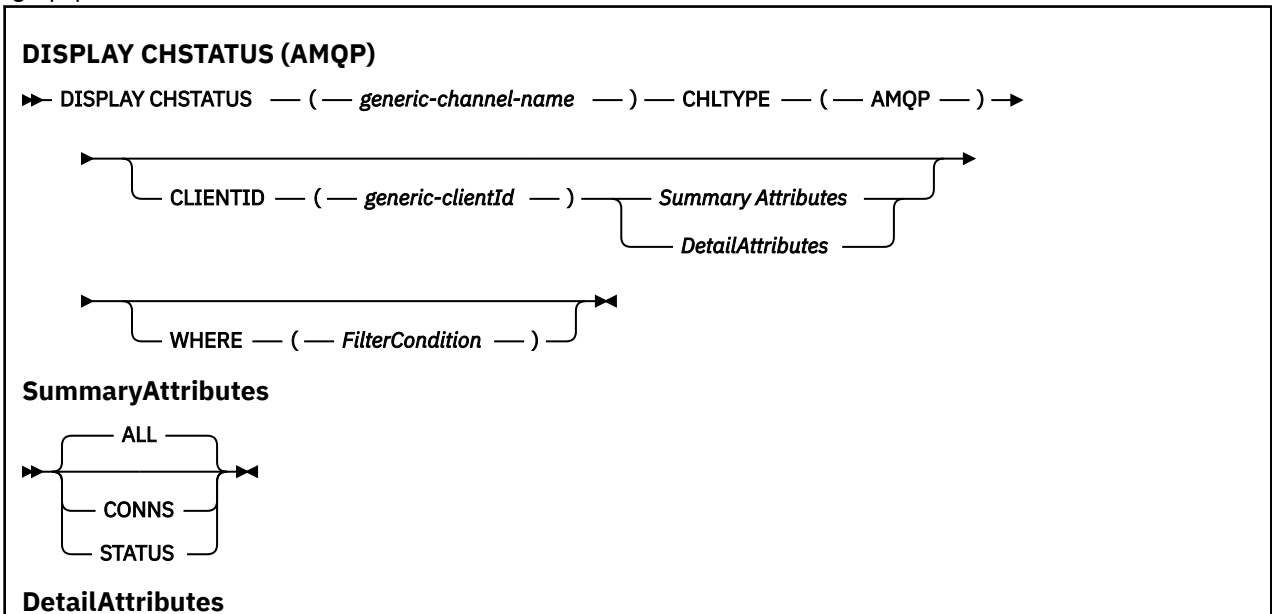 DISPLAY CHSTATUS (AMQP)
DISPLAY CHSTATUS ( generic-channel-name ) CHLTYPE ( AMQP )
CLIENTID ( generic-clientId ) Summary Attributes
DetailAttributes
WHERE ( FilterCondition )
SummaryAttributes
ALL
CONNS
STATUS
DetailAttributes